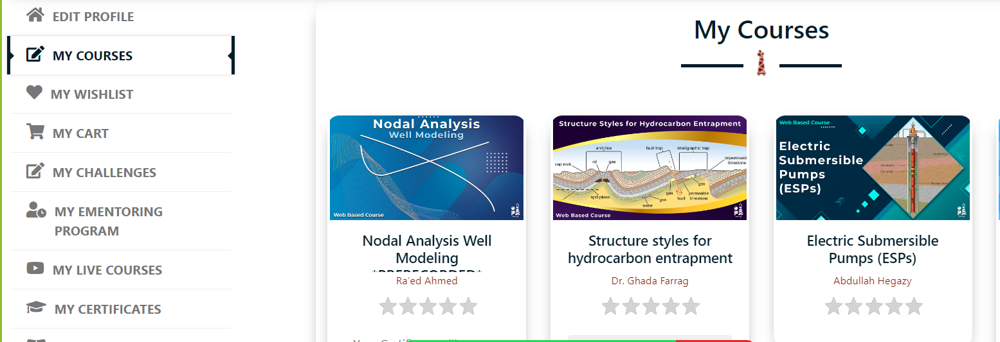 EDIT PROFILE
MY COURSES
MY WISHLIST
MY CART
MY CHALLENGES
MY EMENTORING
PROGRAM
MY LIVE COURSES
MY CERTIFICATES
My Courses
Nodal Analysis
Well Modeling
Web Based Course
Nodal Analysis Well
Modeling
*PRERECORDED*
Ra'ed Ahmed
Structure Styles for Hydrocarbon Entrapment
anticline
fault trap
stratigraphic trap
cap rock
oil
gas
impermeable
limestone
spill plane
water
gas
gas
fault
permeable
limestone
gas
Web Based Course
Structure styles for
hydrocarbon entrapment
Dr. Ghada Farrag
Web Based Course
Electric
Submersible
Pumps
(ESPs)
Electric Submersible
Pumps (ESPs)
Abdullah Hegazy